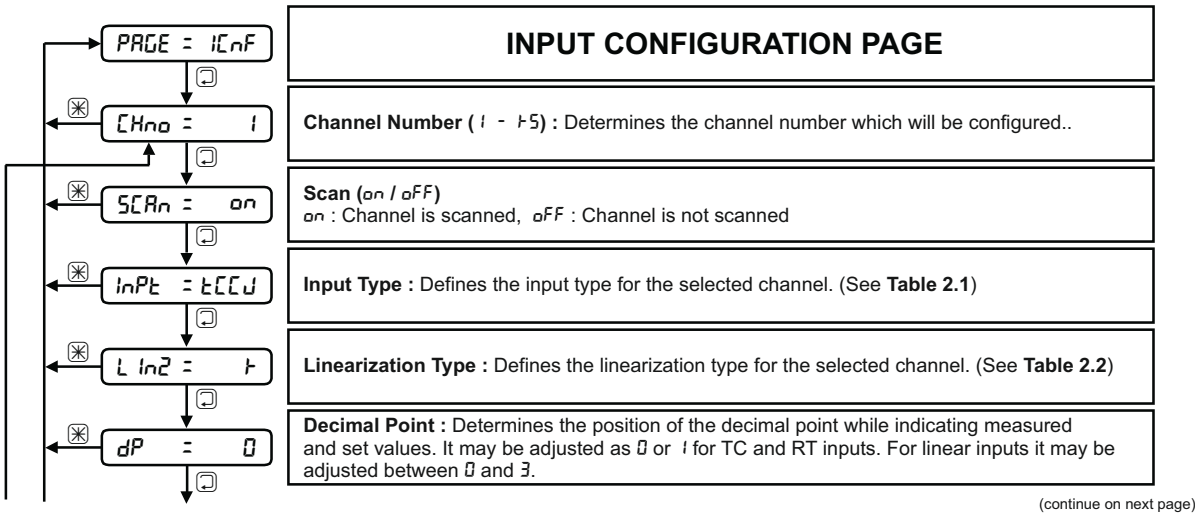 PAGE = ICnF
INPUT CONFIGURATION PAGE
CHno = 1
Channel Number ( 1 - tS) : Determines the channel number which will be configured..
SCAn = on
Scan (on / oFF)
on : Channel is scanned, oFF : Channel is not scanned
InPt = tCCJ
Input Type : Defines the input type for the selected channel. (See Table 2.1)
LInZ = t
Linearization Type : Defines the linearization type for the selected channel. (See Table 2.2)
dP = 0
Decimal Point : Determines the position of the decimal point while indicating measured
and set values. It may be adjusted as 0 or 1 for TC and RT inputs. For linear inputs it may be
adjusted between 0 and 3.
(continue on next page)